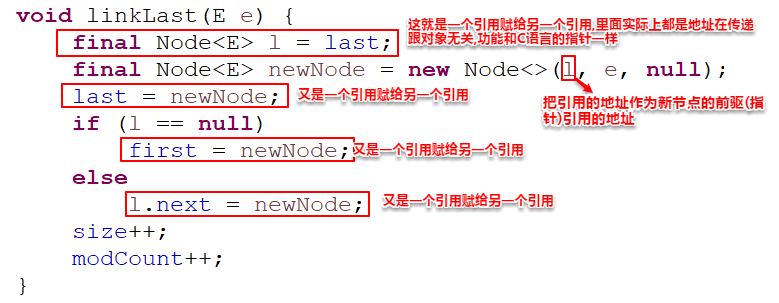 void linkLast(E e) {
这就是一个引用赋给另一个引用,里面实际上都是地址在传递
final Node<E> l = last;
跟对象无关,功能和C语言的指针一样
final Node<E> newNode = new Node<>(l, e, null);
last = newNode;
又是一个引用赋给另一个引用
把引用的地址作为新节点的前驱(指
针)引用的地址
if (l == null)
first = newNode;
又是一个引用赋给另一个引用
else
l.next = newNode;
又是一个引用赋给另一个引用
size++;
modCount++;
}